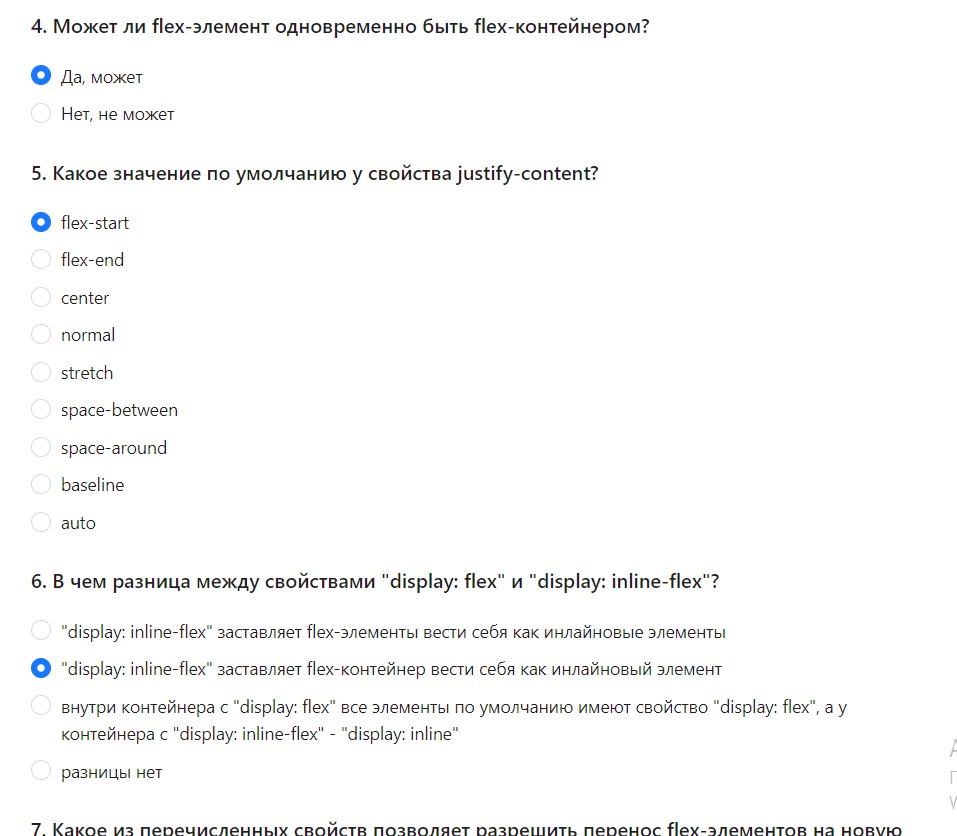 4. Может ли flex-элемент одновременно быть flex-контейнером?
Да, может
Нет, не может
5. Какое значение по умолчанию у свойства justify-content?
flex-start
flex-end
center
normal
stretch
space-between
space-around
baseline
auto
6. В чем разница между свойствами "display: flex" и "display: inline-flex"?
"display: inline-flex" заставляет flex-элементы вести себя как инлайновые элементы
"display: inline-flex" заставляет flex-контейнер вести себя как инлайновый элемент
внутри контейнера с "display: flex" все элементы по умолчанию имеют свойство "display: flex", а у
контейнера с "display: inline-flex" - "display: inline"
разницы нет
7. Какое из перечисленных свойств позволяет разрешить перенос flex-элементов на новую